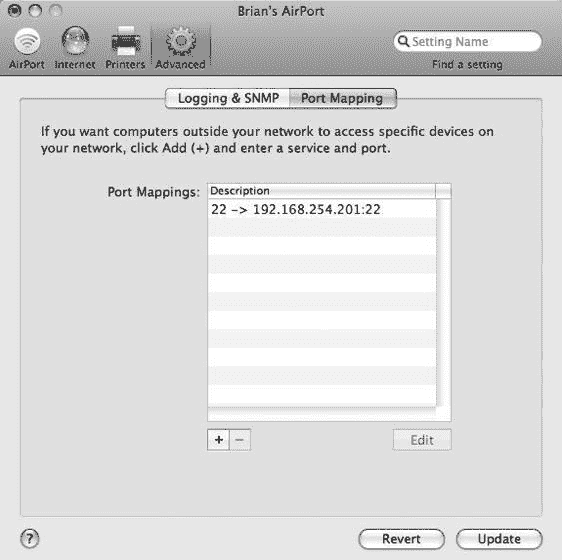 Brian's AirPort
AirPort Internet Printers Advanced
Setting Name
Find a setting
Logging & SNMP Port Mapping
If you want computers outside your network to access specific devices on
your network, click Add (+) and enter a service and port.
Port Mappings:
Description
22 -> 192.168.254.201:22
+ −
Edit
?
Revert
Update